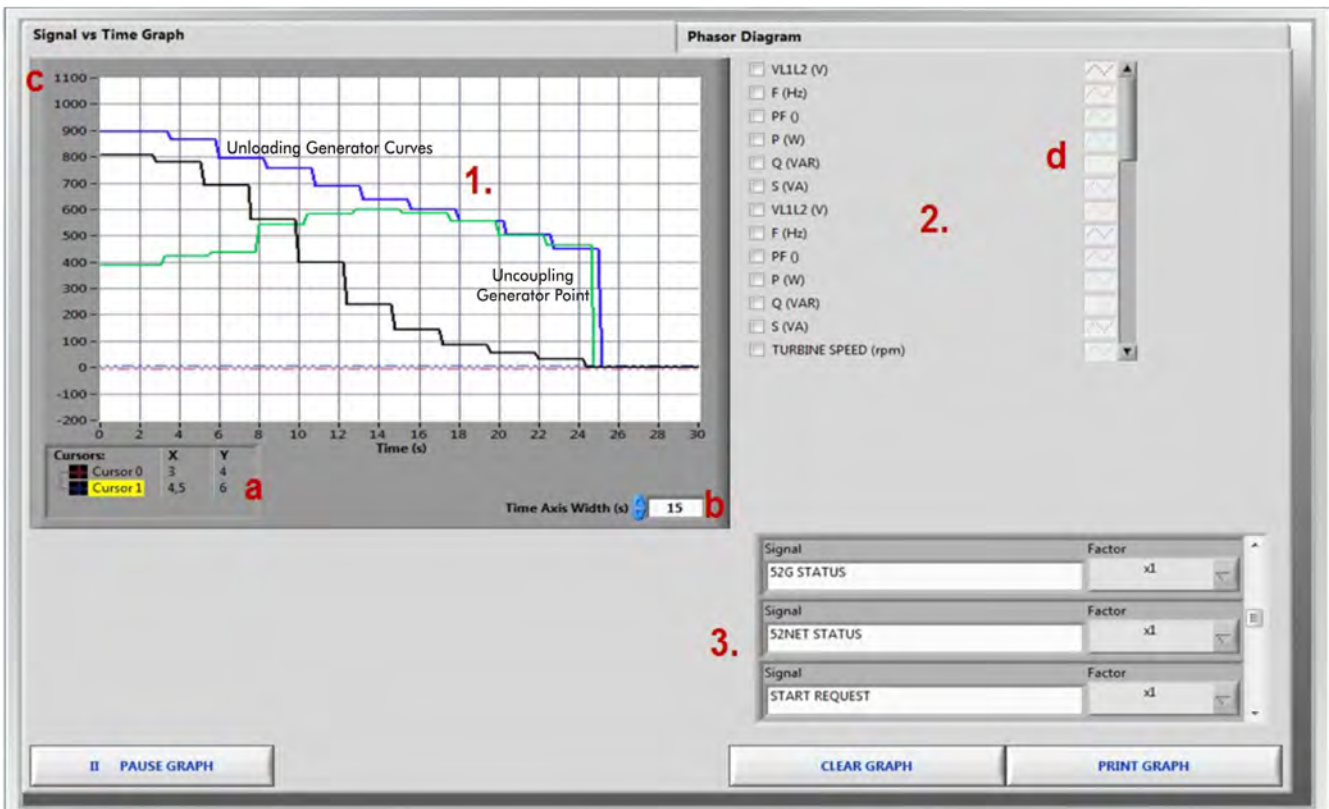 Signal vs Time Graph
Phasor Diagram
c
1100
1000
900
800
700
600
500
400
300
200
100
0
-100
-200
Unloading Generator Curves
1.
Uncoupling
Generator Point
0 2 4 6 8 10 12 14 16 18 20 22 24 26 28 30
Time (s)
Cursors: X Y
Cursor 0 3 4
Cursor 1 4,5 6
a
Time Axis Width (s) 15
b
VL1L2 (V)
F (Hz)
PF ()
P (W)
Q (VAR)
S (VA)
VL1L2 (V)
F (Hz)
PF ()
P (W)
Q (VAR)
S (VA)
TURBINE SPEED (rpm)
d
2.
Signal Factor
52G STATUS x1
Signal Factor
52NET STATUS x1
3.
Signal Factor
START REQUEST x1
II PAUSE GRAPH
CLEAR GRAPH
PRINT GRAPH